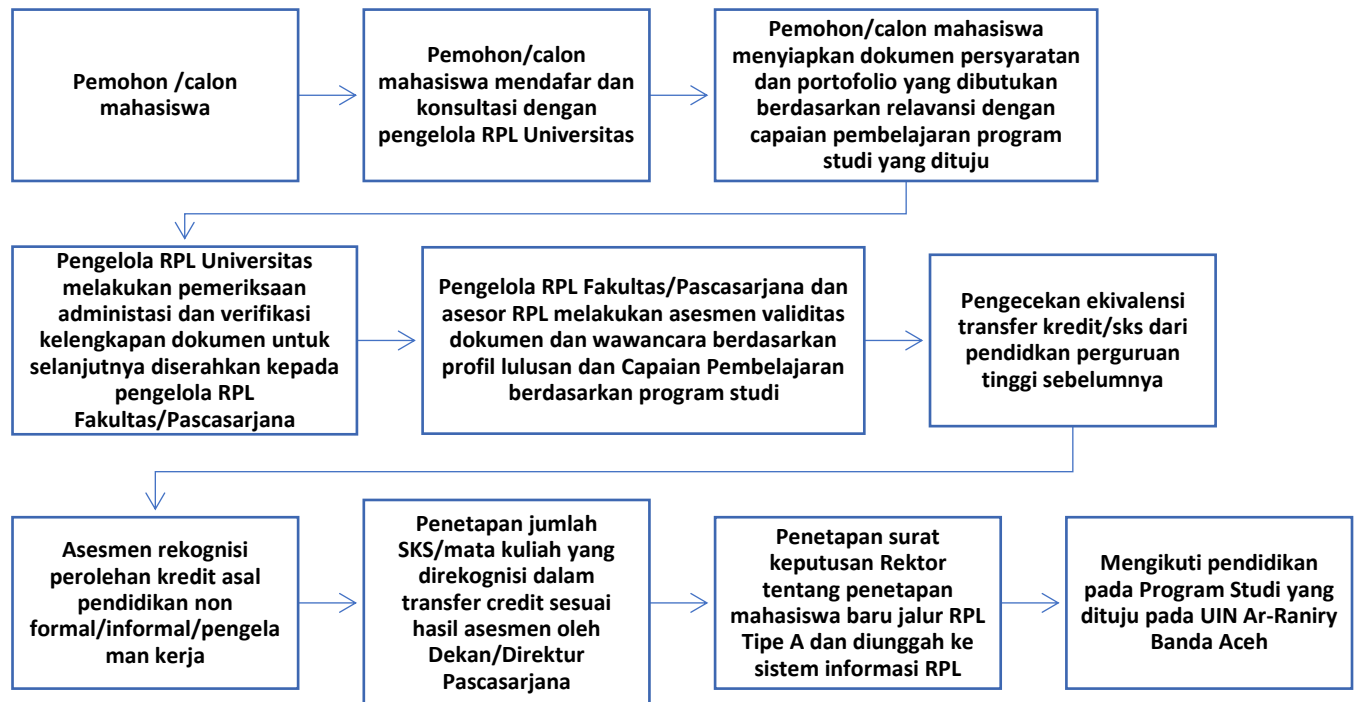 Pemohon /calon
mahasiswa
Pemohon/calon
mahasiswa mendafar dan
konsultasi dengan
pengelola RPL Universitas
Pemohon/calon mahasiswa
menyiapkan dokumen persyaratan
dan portofolio yang dibutukan
berdasarkan relavansi dengan
capaian pembelajaran program
studi yang dituju
Pengelola RPL Universitas
melakukan pemeriksaan
administasi dan verifikasi
kelengkapan dokumen untuk
selanjutnya diserahkan kepada
pengelola RPL
Fakultas/Pascasarjana
Pengelola RPL Fakultas/Pascasarjana dan
asesor RPL melakukan asesmen validitas
dokumen dan wawancara berdasarkan
profil lulusan dan Capaian Pembelajaran
berdasarkan program studi
Pengecekan ekivalensi
transfer kredit/sks dari
pendidkan perguruan
tinggi sebelumnya
Asesmen rekognisi
perolehan kredit asal
pendidikan non
formal/informal/pengela
man kerja
Penetapan jumlah
SKS/mata kuliah yang
direkognisi dalam
transfer credit sesuai
hasil asesmen oleh
Dekan/Direktur
Pascasarjana
Penetapan surat
keputusan Rektor
tentang penetapan
mahasiswa baru jalur RPL
Tipe A dan diunggah ke
sistem informasi RPL
Mengikuti pendidikan
pada Program Studi yang
dituju pada UIN Ar-Raniry
Banda Aceh